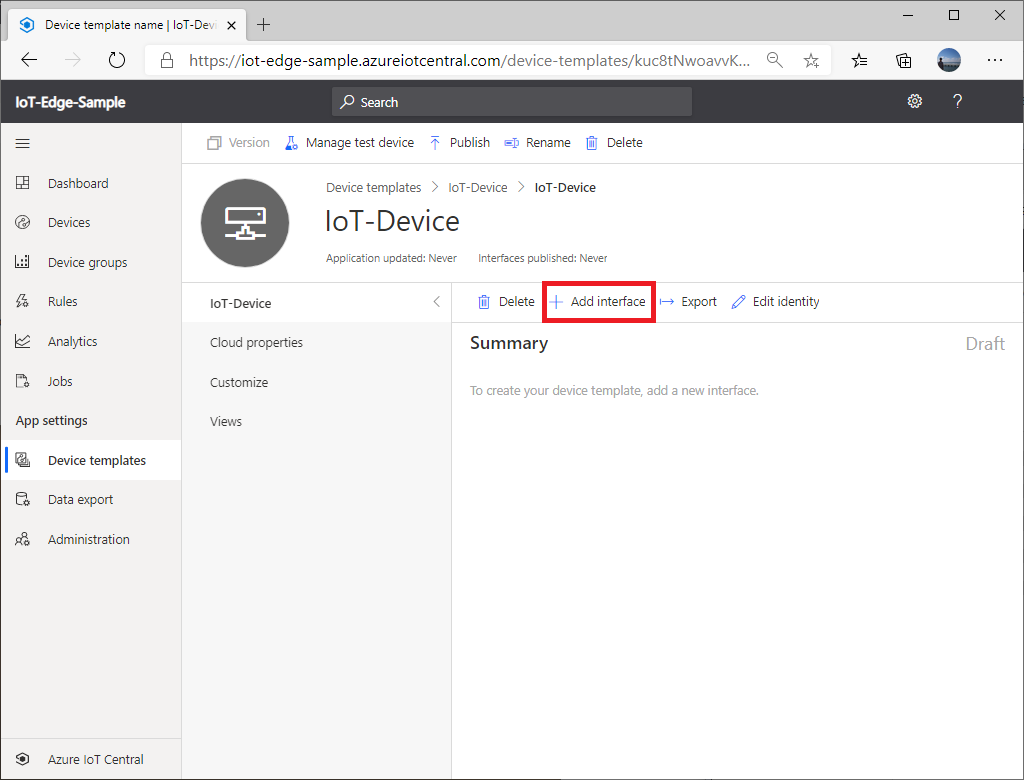 Device template name | IoT-Devi
https://iot-edge-sample.azureiotcentral.com/device-templates/kuc8tNwoavvK...
IoT-Edge-Sample
Search
?
Version
Manage test device
Publish
Rename
Delete
Dashboard
Devices
Device groups
Rules
Analytics
Jobs
App settings
Device templates
Data export
Administration
Azure IoT Central
Device templates > IoT-Device > IoT-Device
IoT-Device
Application updated: Never
Interfaces published: Never
IoT-Device
Cloud properties
Customize
Views
Delete
Add interface
Export
Edit identity
Summary
Draft
To create your device template, add a new interface.